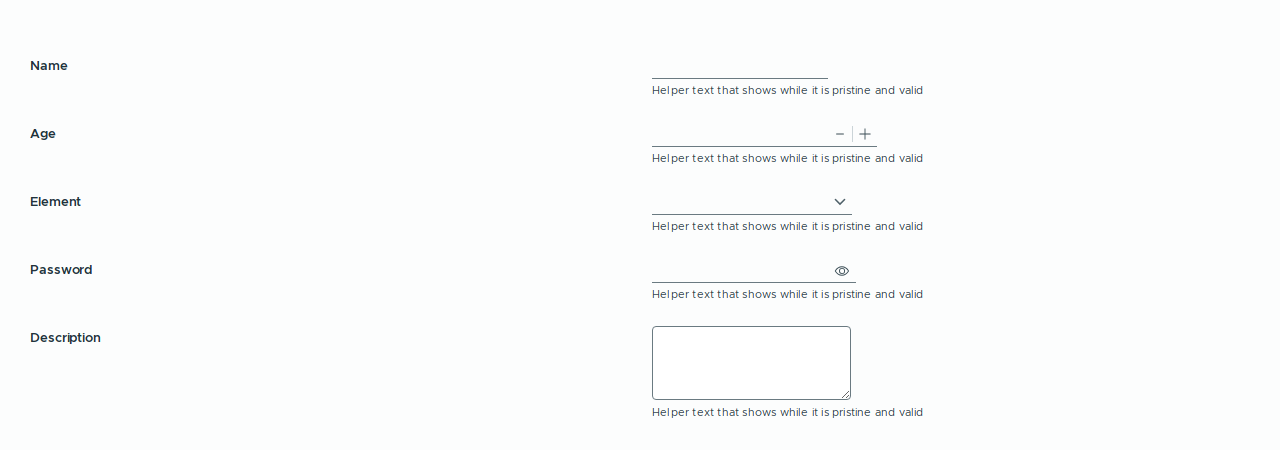 Name
Helper text that shows while it is pristine and valid
Age
Helper text that shows while it is pristine and valid
Element
Helper text that shows while it is pristine and valid
Password
Helper text that shows while it is pristine and valid
Description
Helper text that shows while it is pristine and valid